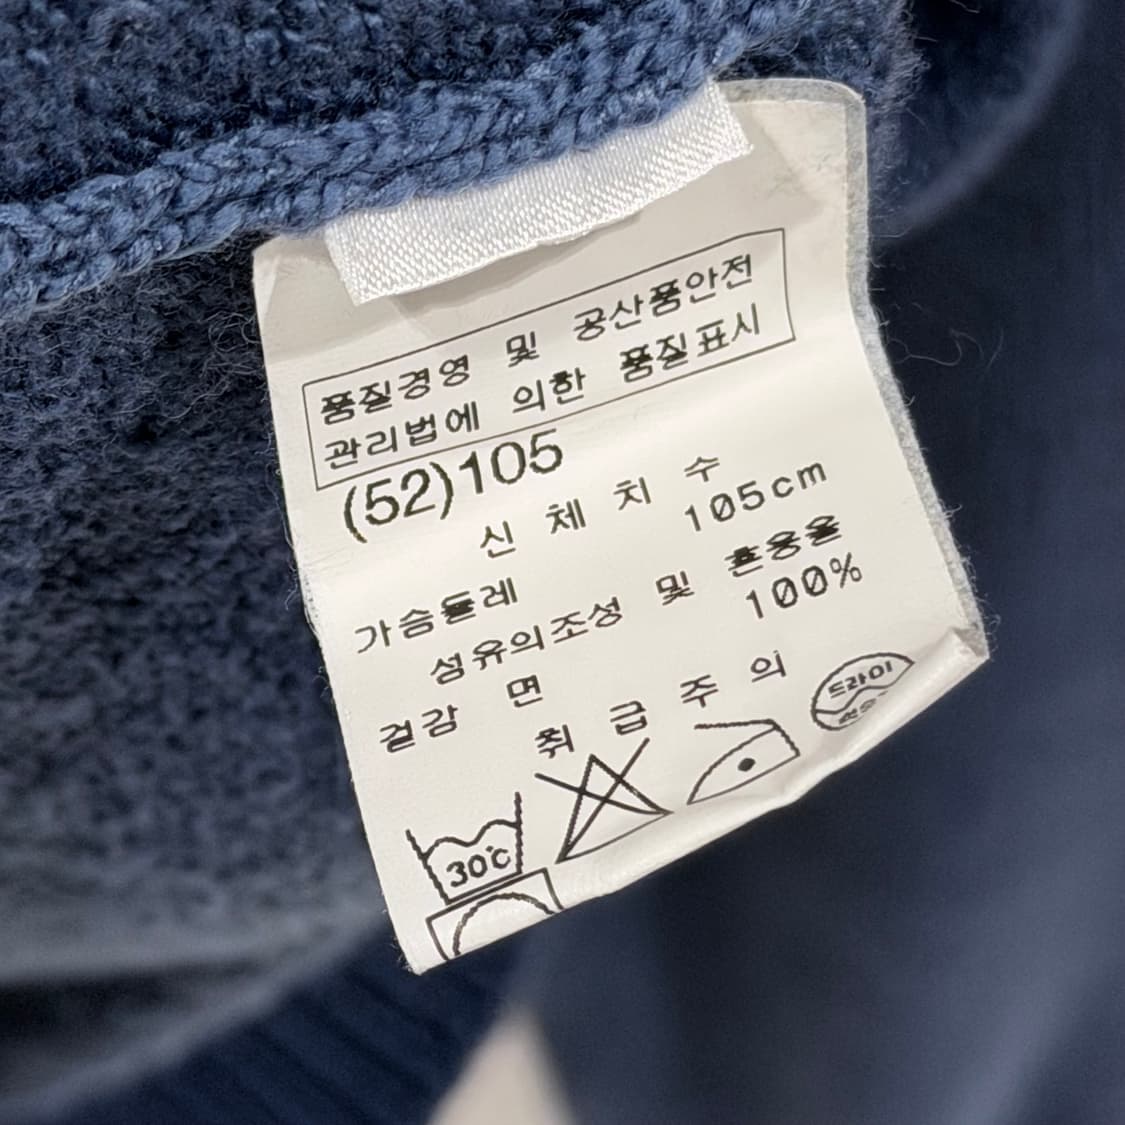 품질경영 및 공산품안전
관리법에 의한 품질표시
(52)105
신 체 치 수
가슴둘레 105cm
섬유의조성 및 혼용율
겉감 면 100%
취 급 주 의
30℃
드라이